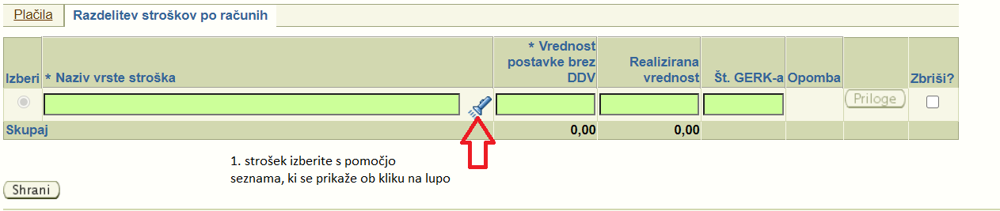 Plačila Razdelitev stroškov po računih
Izberi * Naziv vrste stroška * Vrednost postavke brez DDV Realizirana vrednost Št. GERK-a Opomba Zbriši?
Priloge
Skupaj 0,00 0,00
1. strošek izberite s pomočjo
seznama, ki se prikaže ob kliku na lupo
Shrani